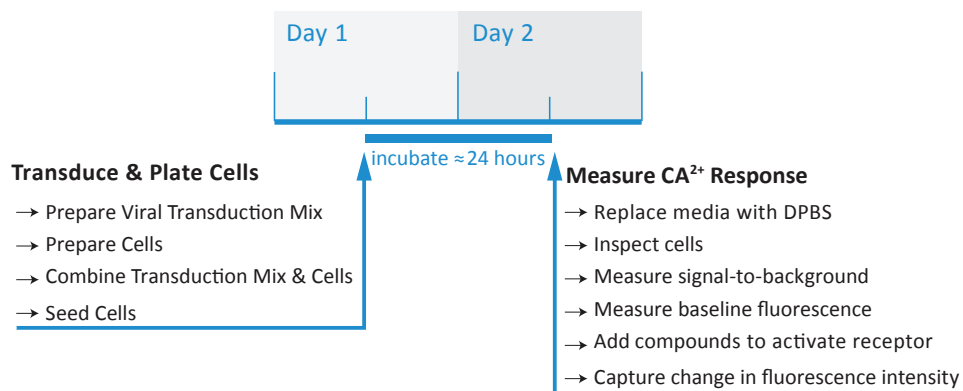 Day 1
Day 2
incubate ≈ 24 hours
Transduce & Plate Cells
→ Prepare Viral Transduction Mix
→ Prepare Cells
→ Combine Transduction Mix & Cells
→ Seed Cells
Measure CA²⁺ Response
→ Replace media with DPBS
→ Inspect cells
→ Measure signal-to-background
→ Measure baseline fluorescence
→ Add compounds to activate receptor
→ Capture change in fluorescence intensity